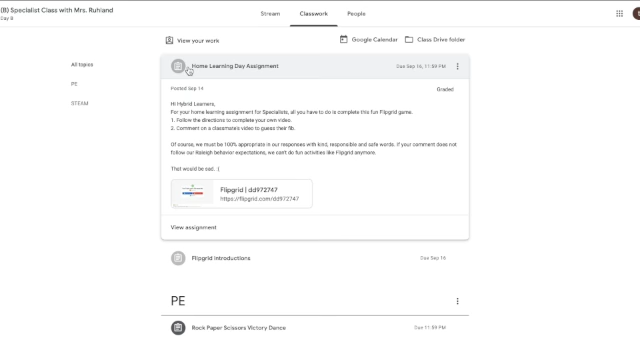 (B) Specialist Class with Mrs. Ruhland
Day B
Stream
Classwork
People
View your work
Google Calendar
Class Drive folder
All topics
PE
STEAM
Home Learning Day Assignment
Due Sep 16, 11:59 PM
Posted Sep 14
Graded
Hi Hybrid Learners,
For your home learning assignment for Specialists, all you have to do is complete this fun Flipgrid game.
1. Follow the directions to complete your own video.
2. Comment on a classmate's video to guess their fib.
Of course, we must be 100% appropriate in our responses with kind, responsible and safe words. If your comment does not
follow our Raleigh behavior expectations, we can't do fun activities like Flipgrid anymore.
That would be sad. :(
Flipgrid | dd972747
https://flipgrid.com/dd972747
View assignment
Flipgrid Introductions
Due Sep 16
PE
Rock Paper Scissors Victory Dance
Due 11:59 PM